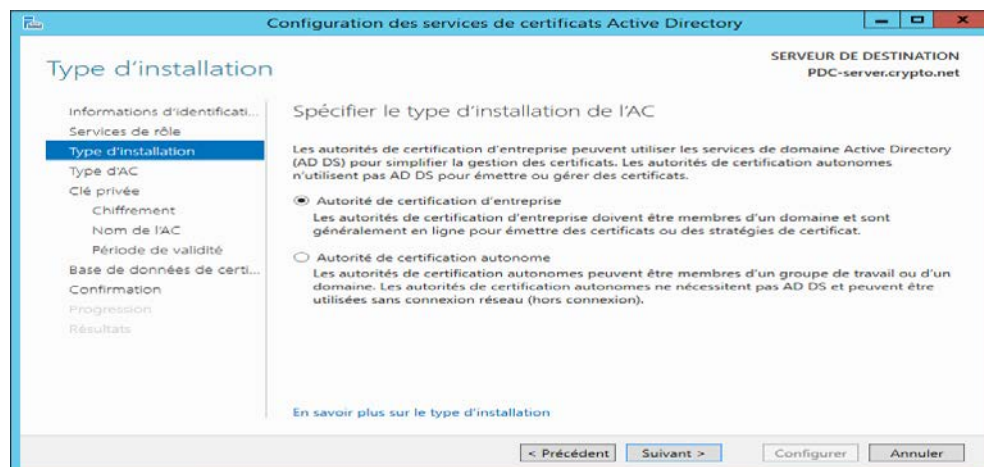 Configuration des services de certificats Active Directory
Type d'installation
SERVEUR DE DESTINATION
PDC-server.crypto.net
Informations d'identificati...
Services de rôle
Type d'installation
Type d'AC
Clé privée
Chiffrement
Nom de l'AC
Période de validité
Base de données de certi...
Confirmation
Progression
Résultats
Spécifier le type d'installation de l'AC
Les autorités de certification d'entreprise peuvent utiliser les services de domaine Active Directory
(AD DS) pour simplifier la gestion des certificats. Les autorités de certification autonomes
n'utilisent pas AD DS pour émettre ou gérer des certificats.
Autorité de certification d'entreprise
Les autorités de certification d'entreprise doivent être membres d'un domaine et sont
généralement en ligne pour émettre des certificats ou des stratégies de certificat.
Autorité de certification autonome
Les autorités de certification autonomes peuvent être membres d'un groupe de travail ou d'un
domaine. Les autorités de certification autonomes ne nécessitent pas AD DS et peuvent être
utilisées sans connexion réseau (hors connexion).
En savoir plus sur le type d'installation
< Précédent
Suivant >
Configurer
Annuler